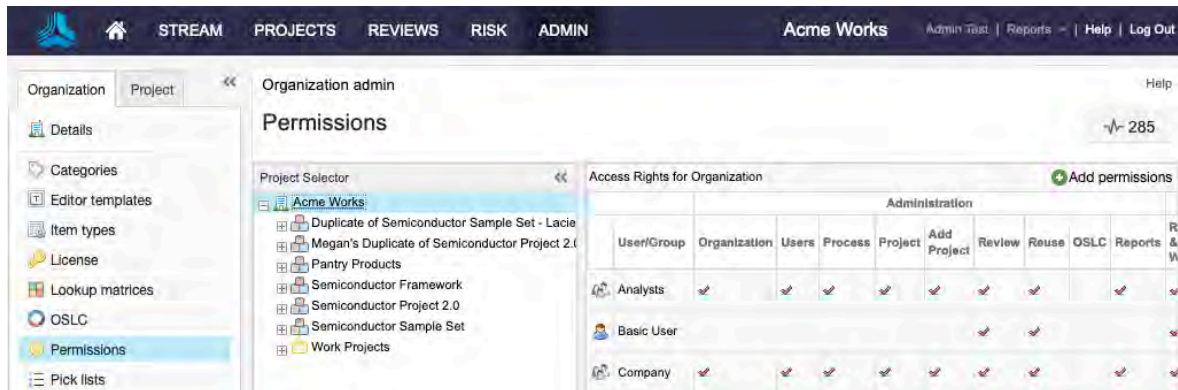 STREAM PROJECTS REVIEWS RISK ADMIN Acme Works Admin Test | Reports | Help | Log Out
Organization Project
Details
Categories
Editor templates
Item types
License
Lookup matrices
OSLC
Permissions
Pick lists
Organization admin Help
Permissions
285
Project Selector
Acme Works
Duplicate of Semiconductor Sample Set - Lacie
Megan's Duplicate of Semiconductor Project 2.
Pantry Products
Semiconductor Framework
Semiconductor Project 2.0
Semiconductor Sample Set
Work Projects
Access Rights for Organization Add permissions
Administration
User/Group Organization Users Process Project Add Project Review Reuse OSLC Reports R & W
Analysts
Basic User
Company